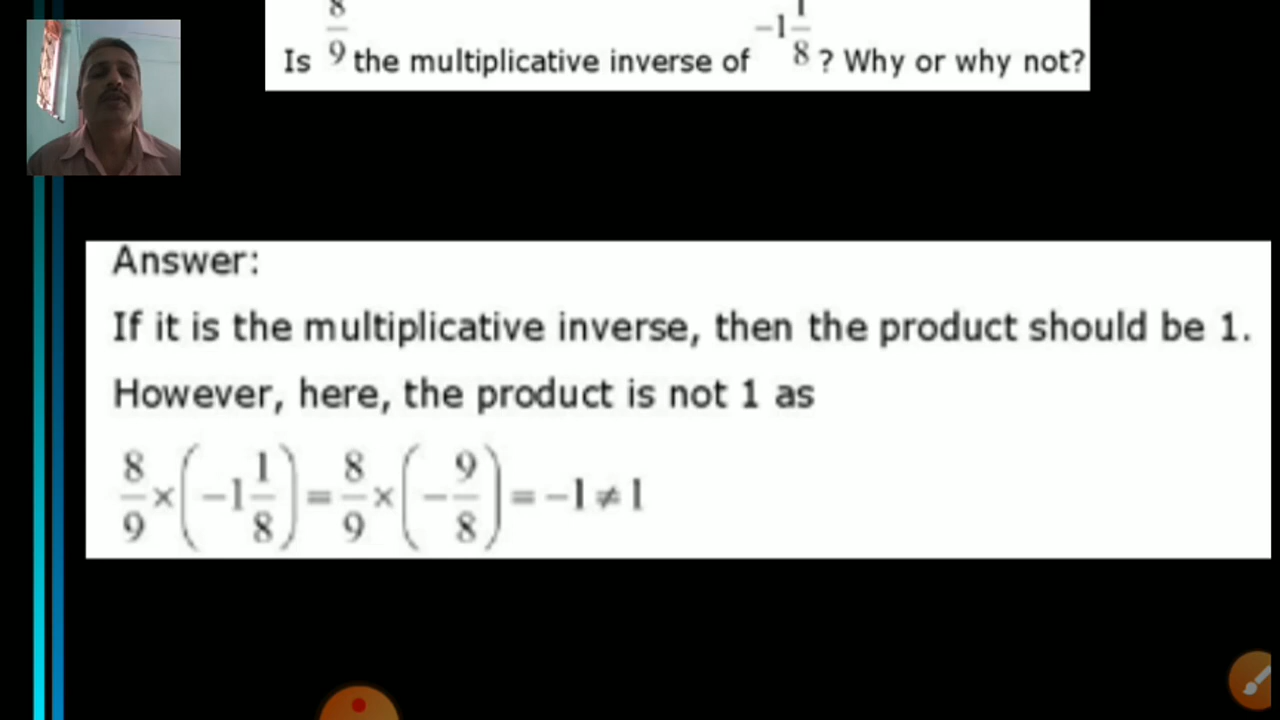 Is 8/9 the multiplicative inverse of -1 1/8 ? Why or why not?
Answer:
If it is the multiplicative inverse, then the product should be 1.
However, here, the product is not 1 as
8/9 × (-1 1/8) = 8/9 × (-9/8) = -1 ≠ 1